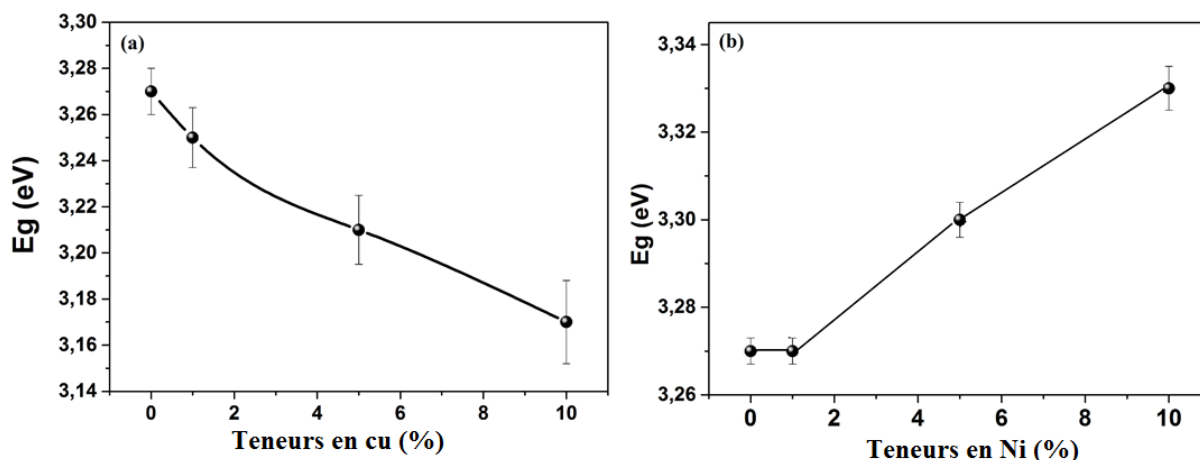 (a)
Eg (eV)
3,30
3,28
3,26
3,24
3,22
3,20
3,18
3,16
3,14
0 2 4 6 8 10
Teneurs en cu (%)
(b)
Eg (eV)
3,34
3,32
3,30
3,28
3,26
0 2 4 6 8 10
Teneurs en Ni (%)